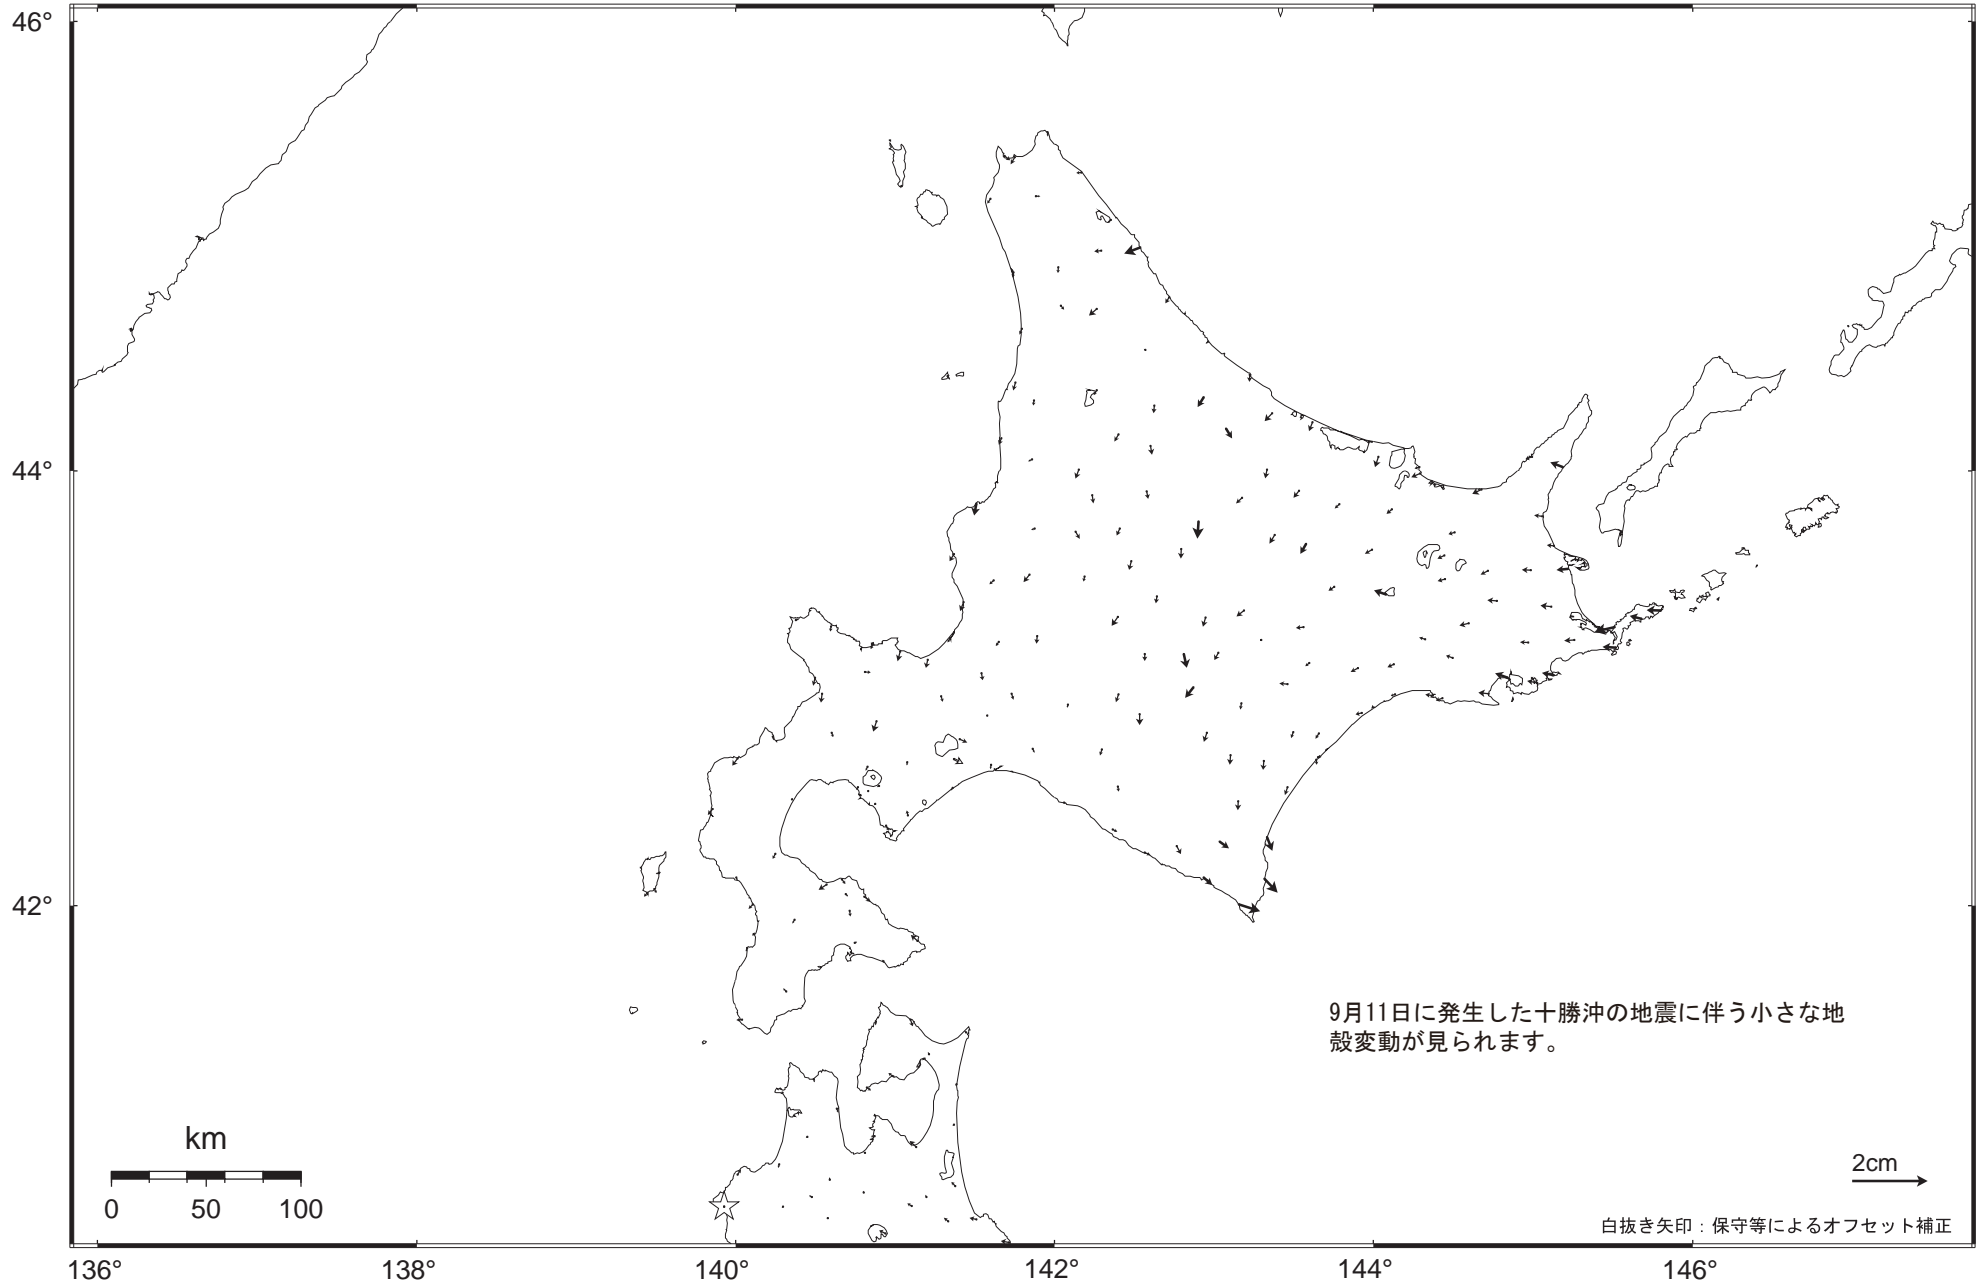 46°
44°
42°
9月11日に発生した十勝沖の地震に伴う小さな地
殻変動が見られます。
km
0 50 100
2cm
白抜き矢印：保守等によるオフセット補正
136° 138° 140° 142° 144° 146°